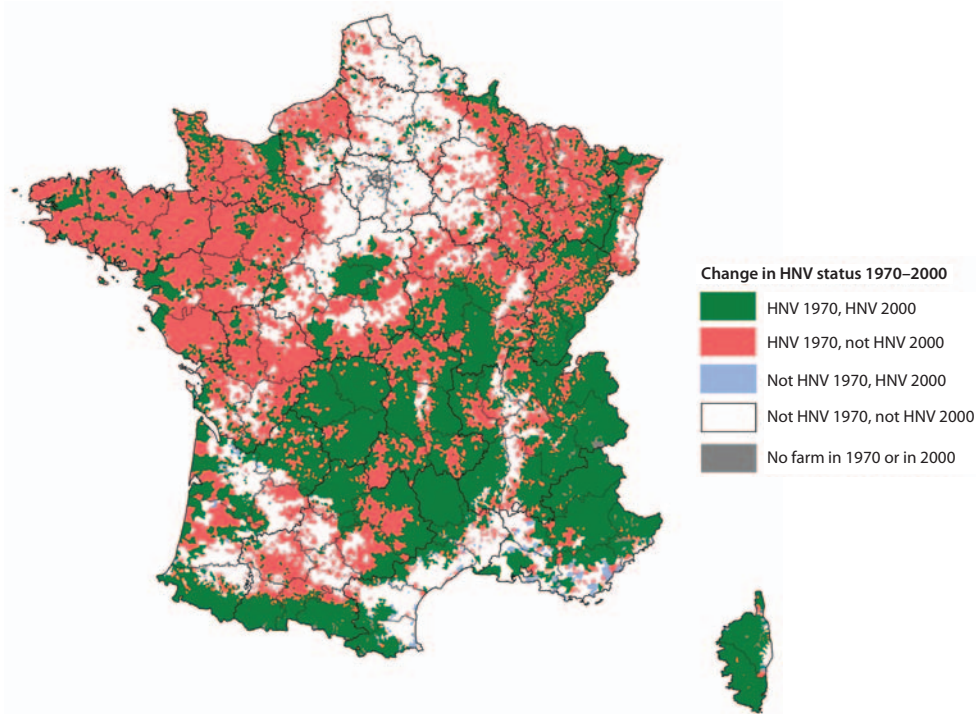 Change in HNV status 1970–2000
HNV 1970, HNV 2000
HNV 1970, not HNV 2000
Not HNV 1970, HNV 2000
Not HNV 1970, not HNV 2000
No farm in 1970 or in 2000